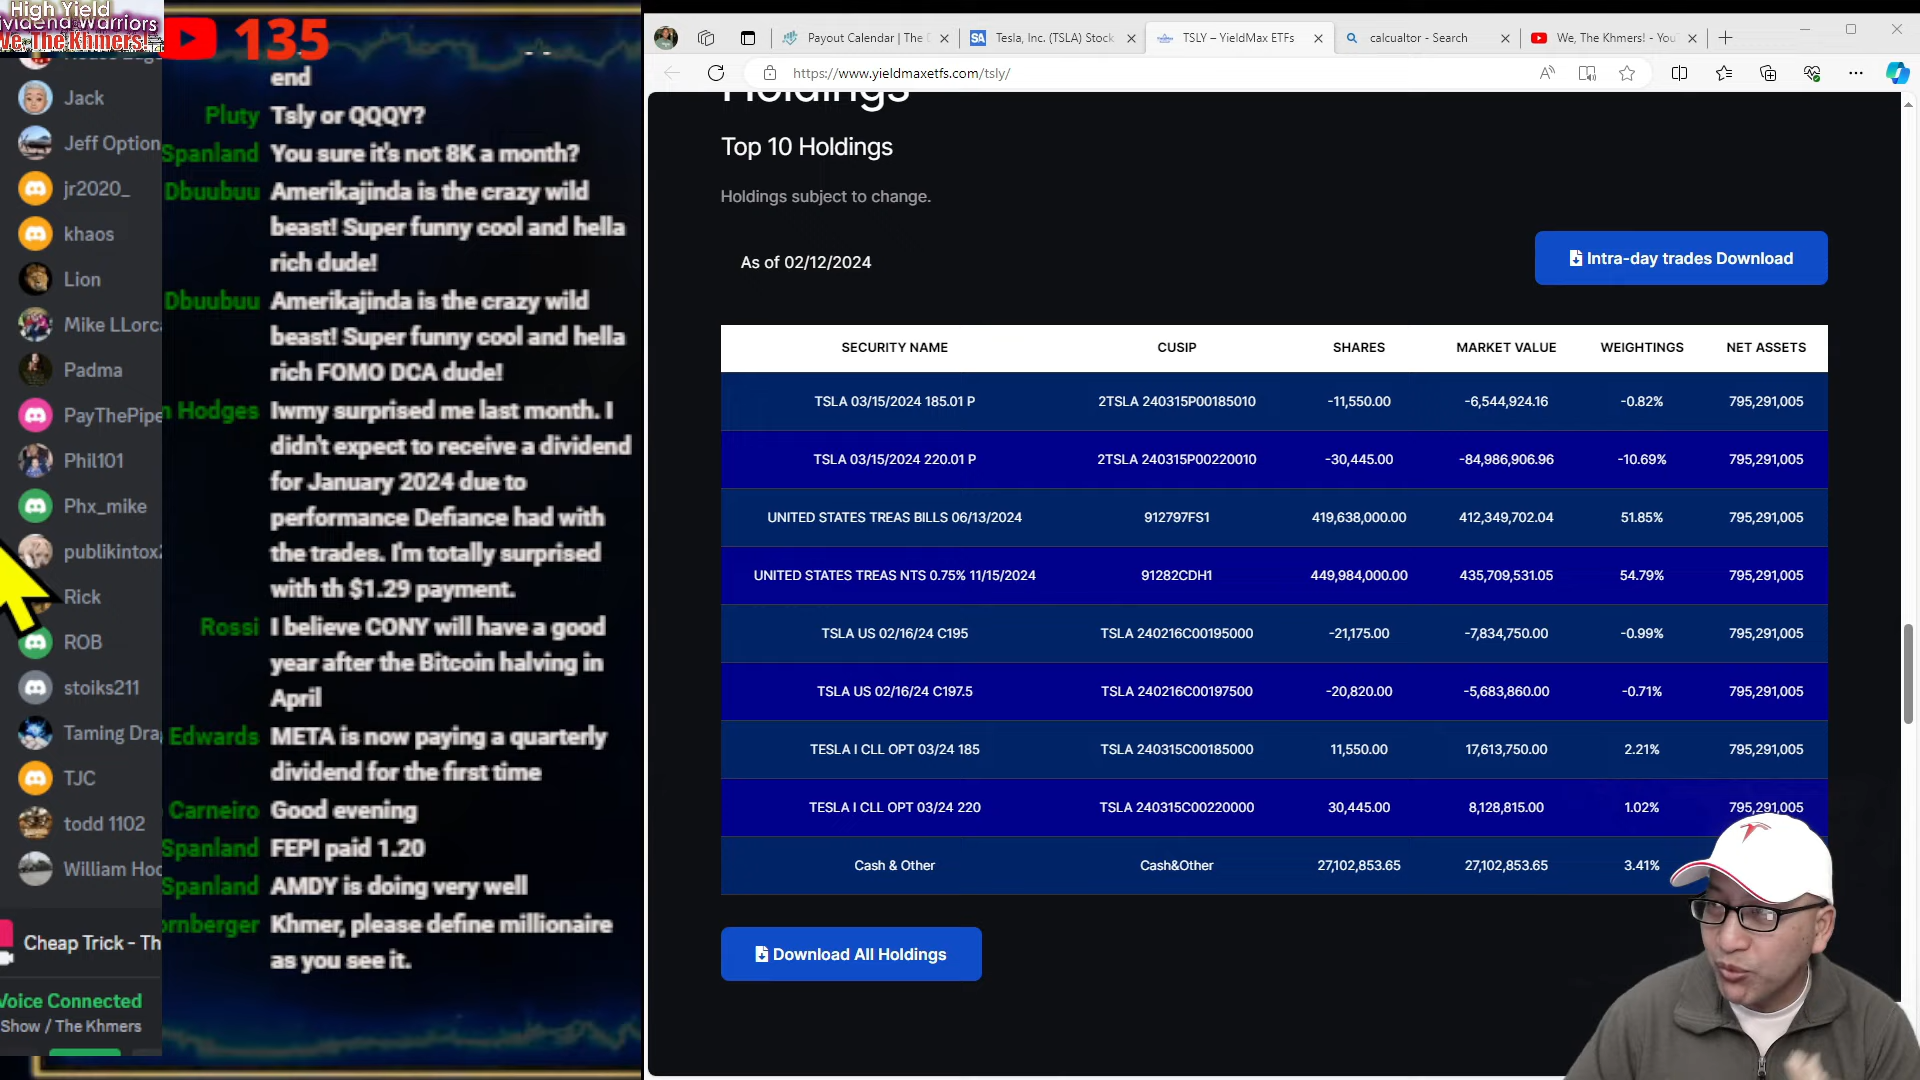 High Yield
Dividend Warriors
We, The Khmers!
135
Jack
Jeff Option
jr2020_
khaos
Lion
Mike LLorca
Padma
PayThePipe
Phil101
Phx_mike
publikintox2
Rick
ROB
stoiks211
Taming Dra
TJC
todd 1102
William Hod
Cheap Trick - Th
Voice Connected
Show / The Khmers
end
Pluty Tsly or QQQY?
Spanland You sure it's not 8K a month?
Dbuubuu Amerikajinda is the crazy wild
beast! Super funny cool and hella
rich dude!
Dbuubuu Amerikajinda is the crazy wild
beast! Super funny cool and hella
rich FOMO DCA dude!
Hodges Iwmy surprised me last month. I
didn't expect to receive a dividend
for January 2024 due to
performance Defiance had with
the trades. I'm totally surprised
with th $1.29 payment.
Rossi I believe CONY will have a good
year after the Bitcoin halving in
April
Edwards META is now paying a quarterly
dividend for the first time
Carneiro Good evening
Spanland FEPI paid 1.20
Spanland AMDY is doing very well
ornberger Khmer, please define millionaire
as you see it.
Payout Calendar | The D
SA Tesla, Inc. (TSLA) Stock
TSLY – YieldMax ETFs
calcualtor - Search
We, The Khmers! - You
https://www.yieldmaxetfs.com/tsly/
Holdings
Top 10 Holdings
Holdings subject to change.
As of 02/12/2024
Intra-day trades Download
SECURITY NAME CUSIP SHARES MARKET VALUE WEIGHTINGS NET ASSETS
TSLA 03/15/2024 185.01 P 2TSLA 240315P00185010 -11,550.00 -6,544,924.16 -0.82% 795,291,005
TSLA 03/15/2024 220.01 P 2TSLA 240315P00220010 -30,445.00 -84,986,906.96 -10.69% 795,291,005
UNITED STATES TREAS BILLS 06/13/2024 912797FS1 419,638,000.00 412,349,702.04 51.85% 795,291,005
UNITED STATES TREAS NTS 0.75% 11/15/2024 91282CDH1 449,984,000.00 435,709,531.05 54.79% 795,291,005
TSLA US 02/16/24 C195 TSLA 240216C00195000 -21,175.00 -7,834,750.00 -0.99% 795,291,005
TSLA US 02/16/24 C197.5 TSLA 240216C00197500 -20,820.00 -5,683,860.00 -0.71% 795,291,005
TESLA I CLL OPT 03/24 185 TSLA 240315C00185000 11,550.00 17,613,750.00 2.21% 795,291,005
TESLA I CLL OPT 03/24 220 TSLA 240315C00220000 30,445.00 8,128,815.00 1.02% 795,291,005
Cash & Other Cash&Other 27,102,853.65 27,102,853.65 3.41%
Download All Holdings